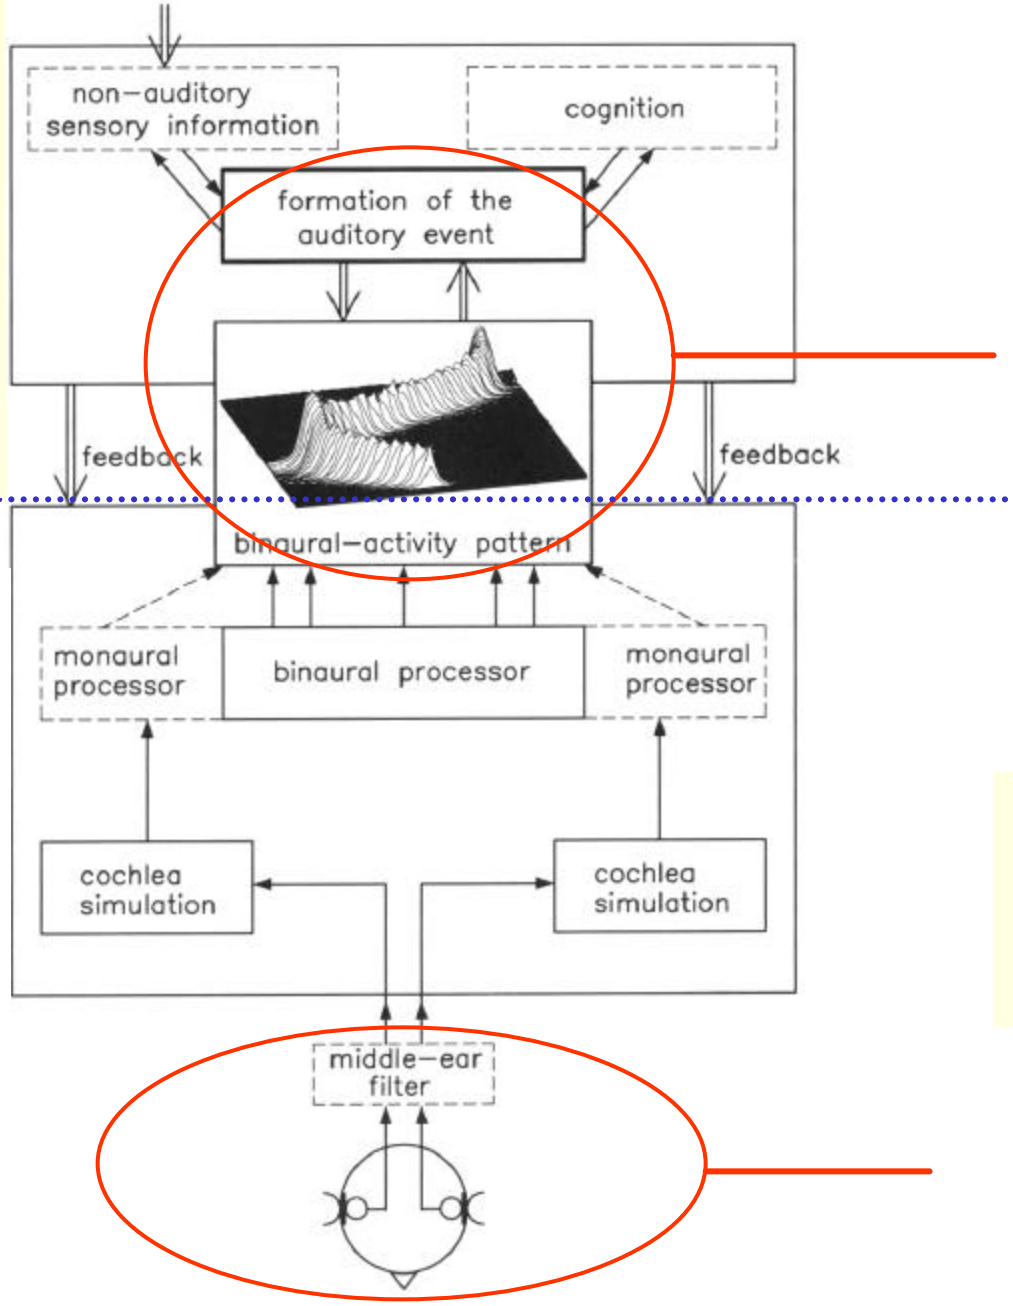 non-auditory
sensory information
cognition
formation of the
auditory event
feedback
feedback
binaural-activity pattern
monaural
processor
binaural processor
monaural
processor
cochlea
simulation
cochlea
simulation
middle-ear
filter